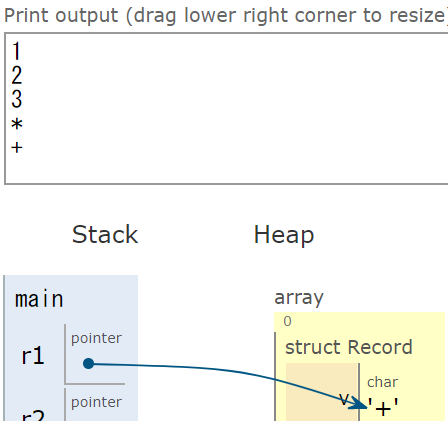 Print output (drag lower right corner to resize)
1
2
3
*
+
Stack
Heap
main
array
0
r1
pointer
struct Record
v
char
'+'
r2
pointer